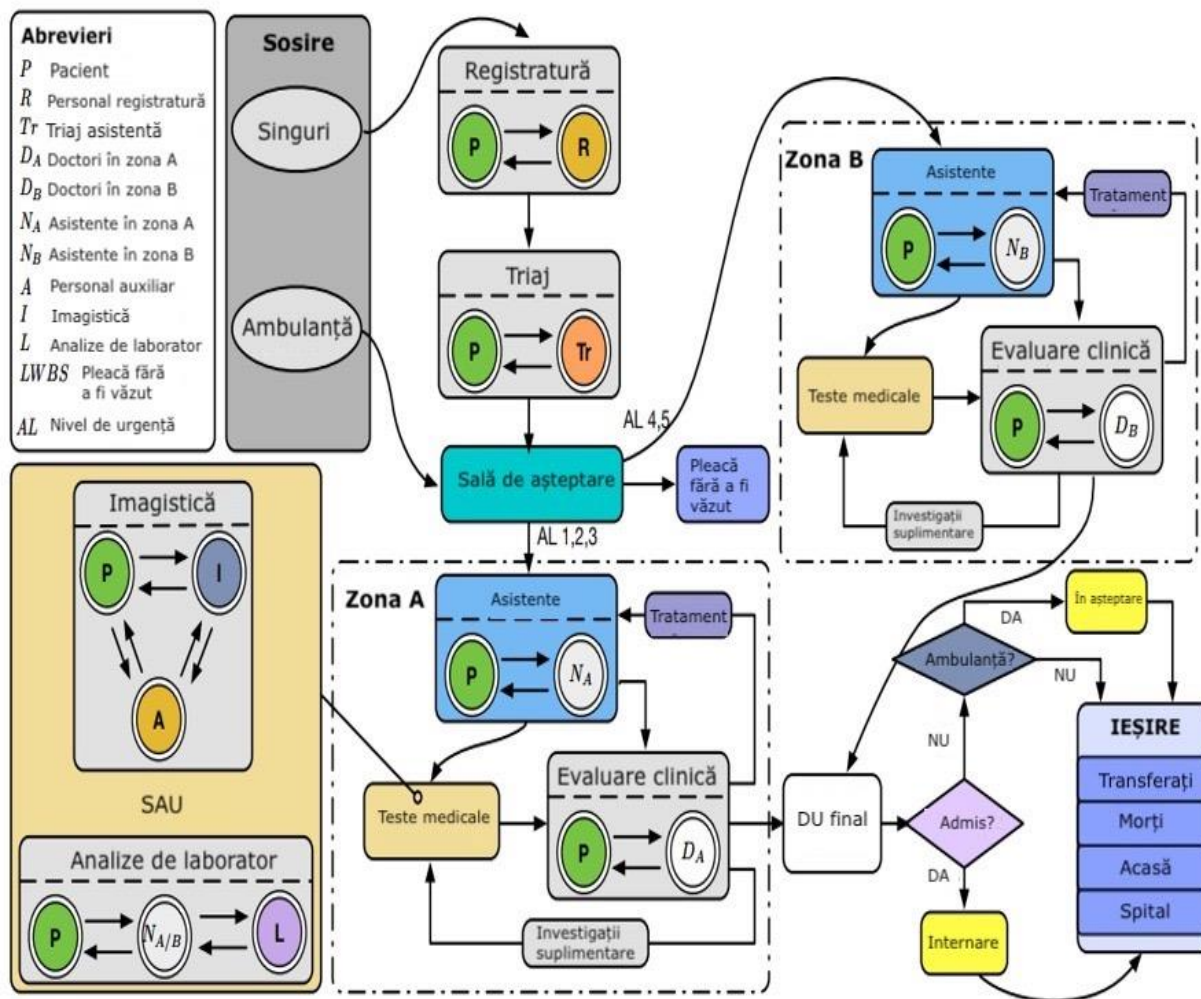 Abrevieri
P Pacient
R Personal registratură
Tr Triaj asistentă
D_A Doctori în zona A
D_B Doctori în zona B
N_A Asistente în zona A
N_B Asistente în zona B
A Personal auxiliar
I Imagistică
L Analize de laborator
LWBS Pleacă fără
a fi văzut
AL Nivel de urgență
Sosire
Singuri
Ambulanță
Registratură
P R
Triaj
P Tr
Sală de așteptare
AL 4,5
Pleacă
fără a fi
văzut
AL 1,2,3
Zona B
Asistente
P N_B
Tratament
Teste medicale
Evaluare clinică
P D_B
Investigații
suplimentare
Imagistică
P I
A
SAU
Analize de laborator
P N_A/B L
Zona A
Asistente
P N_A
Tratament
Teste medicale
Evaluare clinică
P D_A
Investigații
suplimentare
DU final
Admis?
NU
DA
Ambulanță?
DA
NU
În așteptare
Internare
IEȘIRE
Transferați
Morți
Acasă
Spital